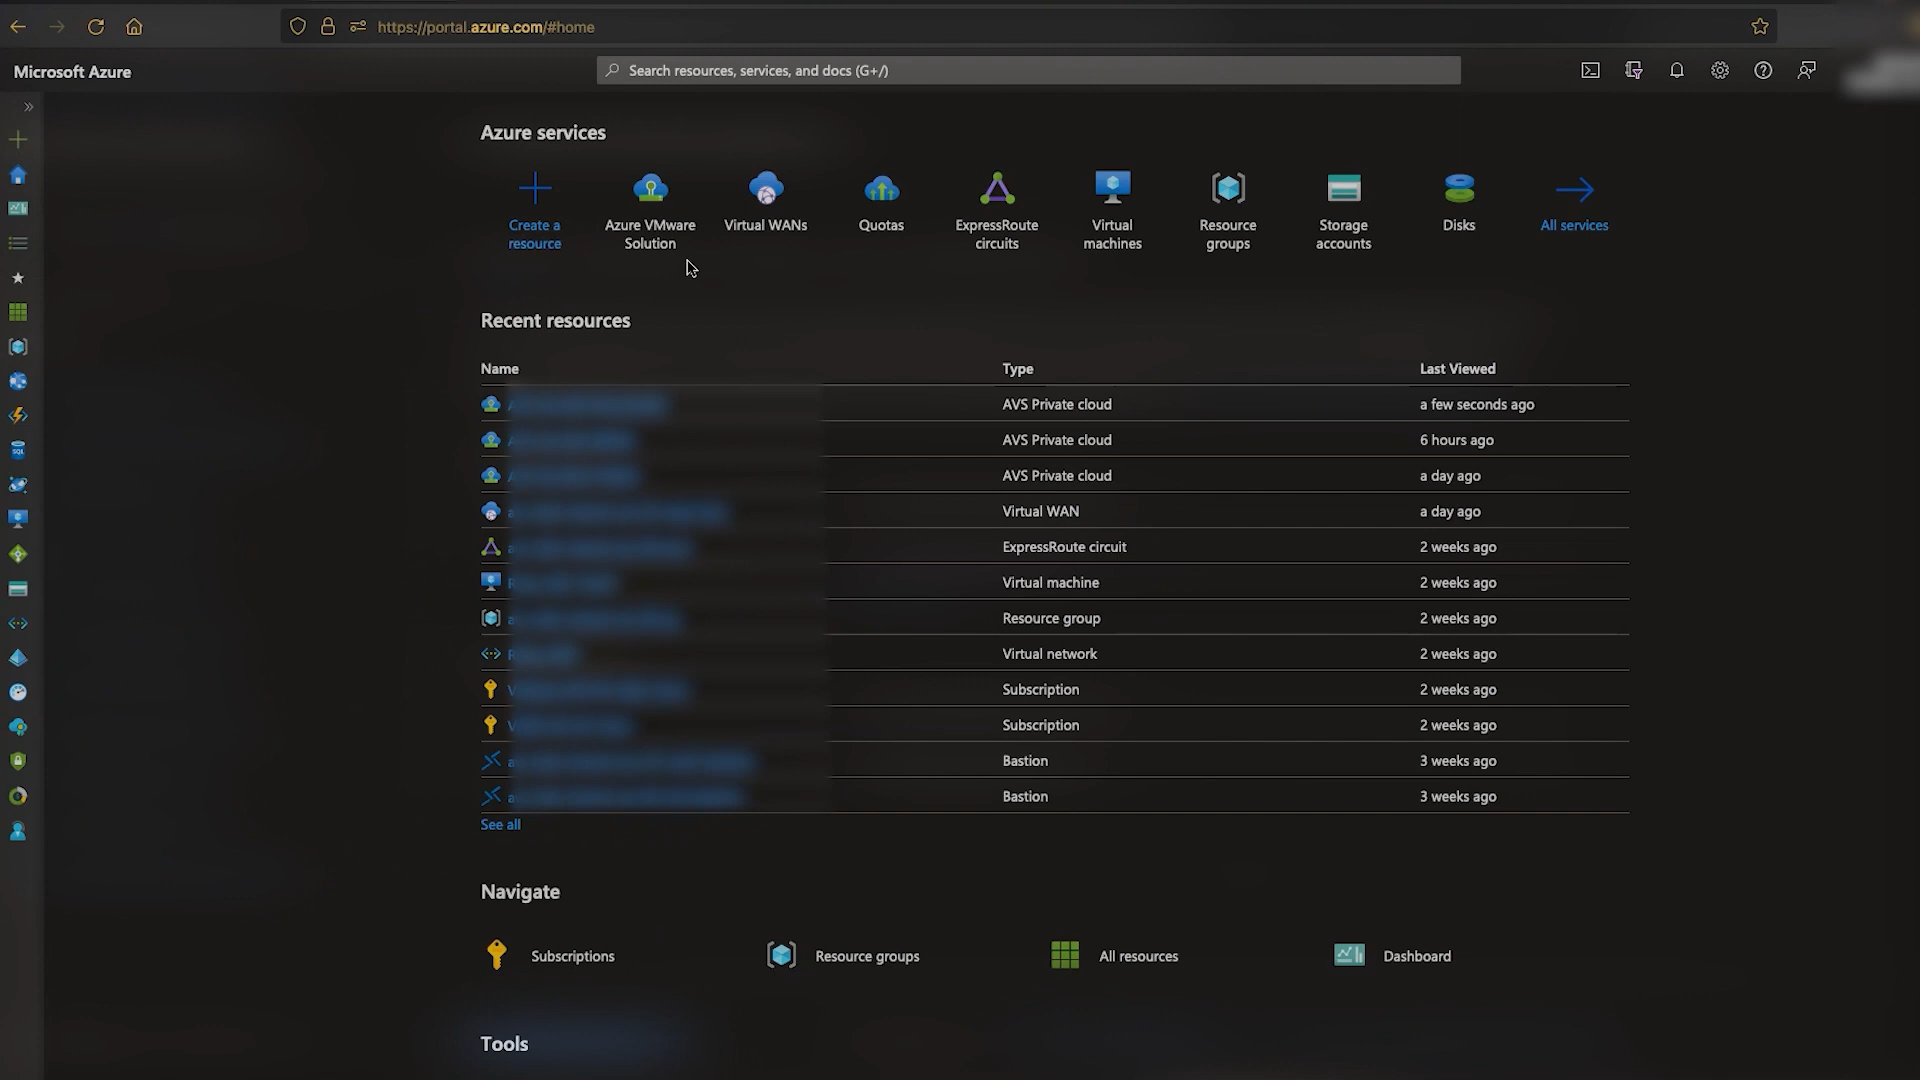 https://portal.azure.com/#home
Microsoft Azure
Search resources, services, and docs (G+/)
Azure services
Create a resource
Azure VMware Solution
Virtual WANs
Quotas
ExpressRoute circuits
Virtual machines
Resource groups
Storage accounts
Disks
All services
Recent resources
Name Type Last Viewed
AVS Private cloud a few seconds ago
AVS Private cloud 6 hours ago
AVS Private cloud a day ago
Virtual WAN a day ago
ExpressRoute circuit 2 weeks ago
Virtual machine 2 weeks ago
Resource group 2 weeks ago
Virtual network 2 weeks ago
Subscription 2 weeks ago
Subscription 2 weeks ago
Bastion 3 weeks ago
Bastion 3 weeks ago
See all
Navigate
Subscriptions
Resource groups
All resources
Dashboard
Tools